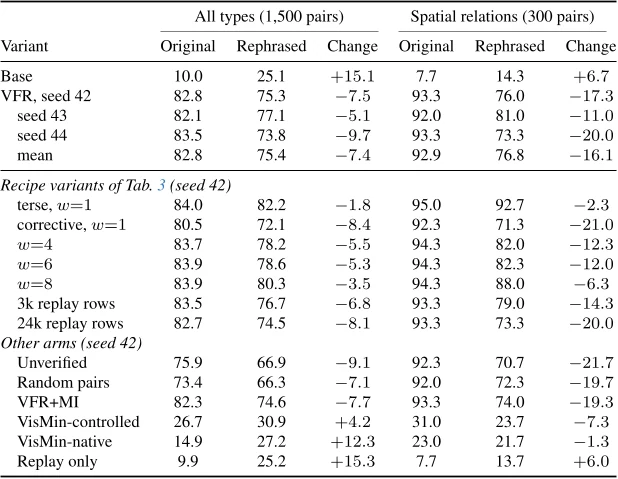 All types (1,500 pairs) Spatial relations (300 pairs)
Variant Original Rephrased Change Original Rephrased Change
Base 10.0 25.1 +15.1 7.7 14.3 +6.7
VFR, seed 42 82.8 75.3 −7.5 93.3 76.0 −17.3
seed 43 82.1 77.1 −5.1 92.0 81.0 −11.0
seed 44 83.5 73.8 −9.7 93.3 73.3 −20.0
mean 82.8 75.4 −7.4 92.9 76.8 −16.1
Recipe variants of Tab. 3 (seed 42)
terse, w=1 84.0 82.2 −1.8 95.0 92.7 −2.3
corrective, w=1 80.5 72.1 −8.4 92.3 71.3 −21.0
w=4 83.7 78.2 −5.5 94.3 82.0 −12.3
w=6 83.9 78.6 −5.3 94.3 82.3 −12.0
w=8 83.9 80.3 −3.5 94.3 88.0 −6.3
3k replay rows 83.5 76.7 −6.8 93.3 79.0 −14.3
24k replay rows 82.7 74.5 −8.1 93.3 73.3 −20.0
Other arms (seed 42)
Unverified 75.9 66.9 −9.1 92.3 70.7 −21.7
Random pairs 73.4 66.3 −7.1 92.0 72.3 −19.7
VFR+MI 82.3 74.6 −7.7 93.3 74.0 −19.3
VisMin-controlled 26.7 30.9 +4.2 31.0 23.7 −7.3
VisMin-native 14.9 27.2 +12.3 23.0 21.7 −1.3
Replay only 9.9 25.2 +15.3 7.7 13.7 +6.0